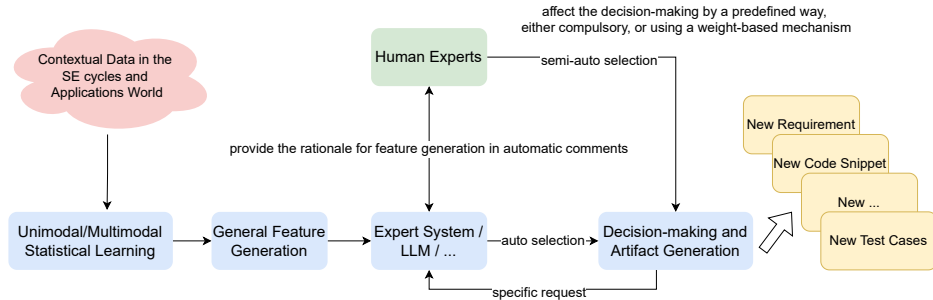 affect the decision-making by a predefined way,
either compulsory, or using a weight-based mechanism
Contextual Data in the
SE cycles and
Applications World
Human Experts
semi-auto selection
New Requirement
provide the rationale for feature generation in automatic comments
New Code Snippet
New ...
New Test Cases
Unimodal/Multimodal
Statistical Learning
General Feature
Generation
Expert System /
LLM / ...
auto selection
Decision-making and
Artifact Generation
specific request